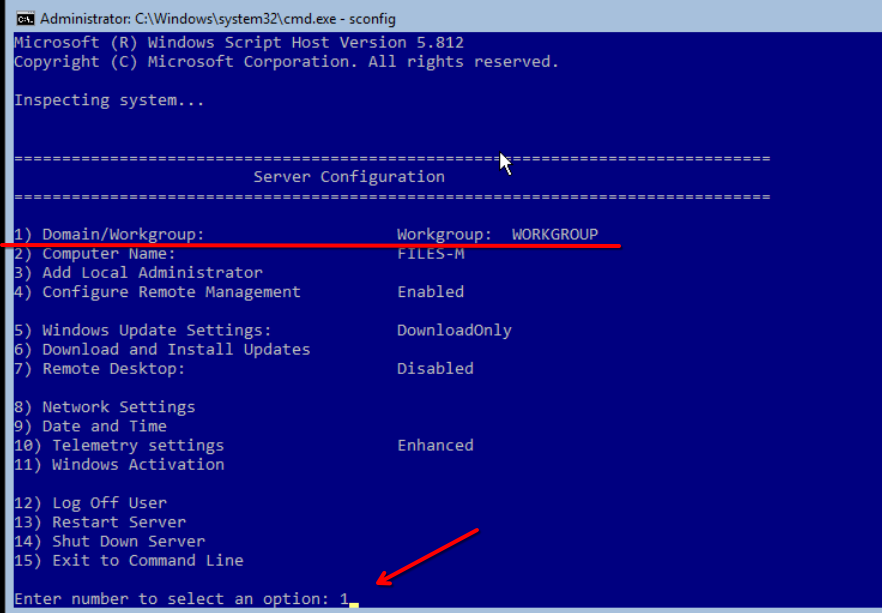 Administrator: C:\Windows\system32\cmd.exe - sconfig
Microsoft (R) Windows Script Host Version 5.812
Copyright (C) Microsoft Corporation. All rights reserved.
Inspecting system...
===============================================================================
Server Configuration
===============================================================================
1) Domain/Workgroup: Workgroup: WORKGROUP
2) Computer Name: FILES-M
3) Add Local Administrator
4) Configure Remote Management Enabled
5) Windows Update Settings: DownloadOnly
6) Download and Install Updates
7) Remote Desktop: Disabled
8) Network Settings
9) Date and Time
10) Telemetry settings Enhanced
11) Windows Activation
12) Log Off User
13) Restart Server
14) Shut Down Server
15) Exit to Command Line
Enter number to select an option: 1